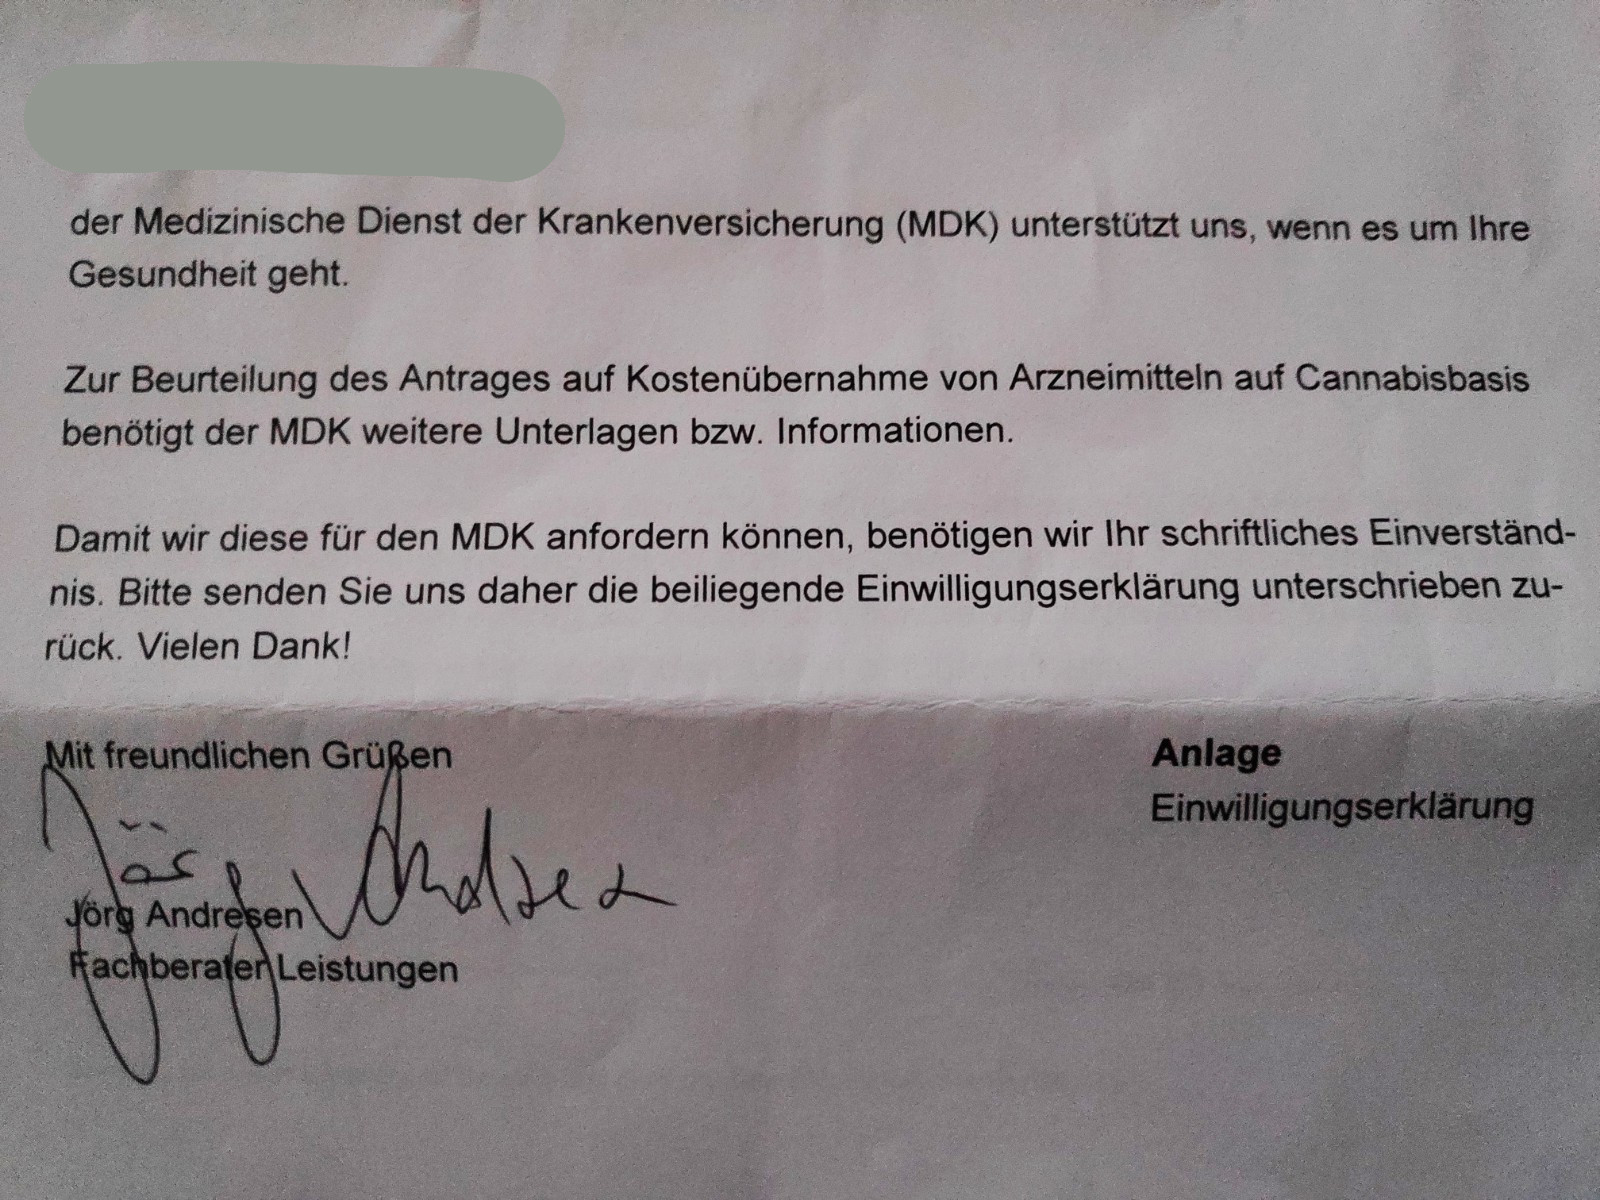 der Medizinische Dienst der Krankenversicherung (MDK) unterstützt uns, wenn es um Ihre
Gesundheit geht.
Zur Beurteilung des Antrages auf Kostenübernahme von Arzneimitteln auf Cannabisbasis
benötigt der MDK weitere Unterlagen bzw. Informationen.
Damit wir diese für den MDK anfordern können, benötigen wir Ihr schriftliches Einverständ-
nis. Bitte senden Sie uns daher die beiliegende Einwilligungserklärung unterschrieben zu-
rück. Vielen Dank!
Mit freundlichen Grüßen
Jörg Andresen
Jörg Andresen
Fachberater Leistungen
Anlage
Einwilligungserklärung